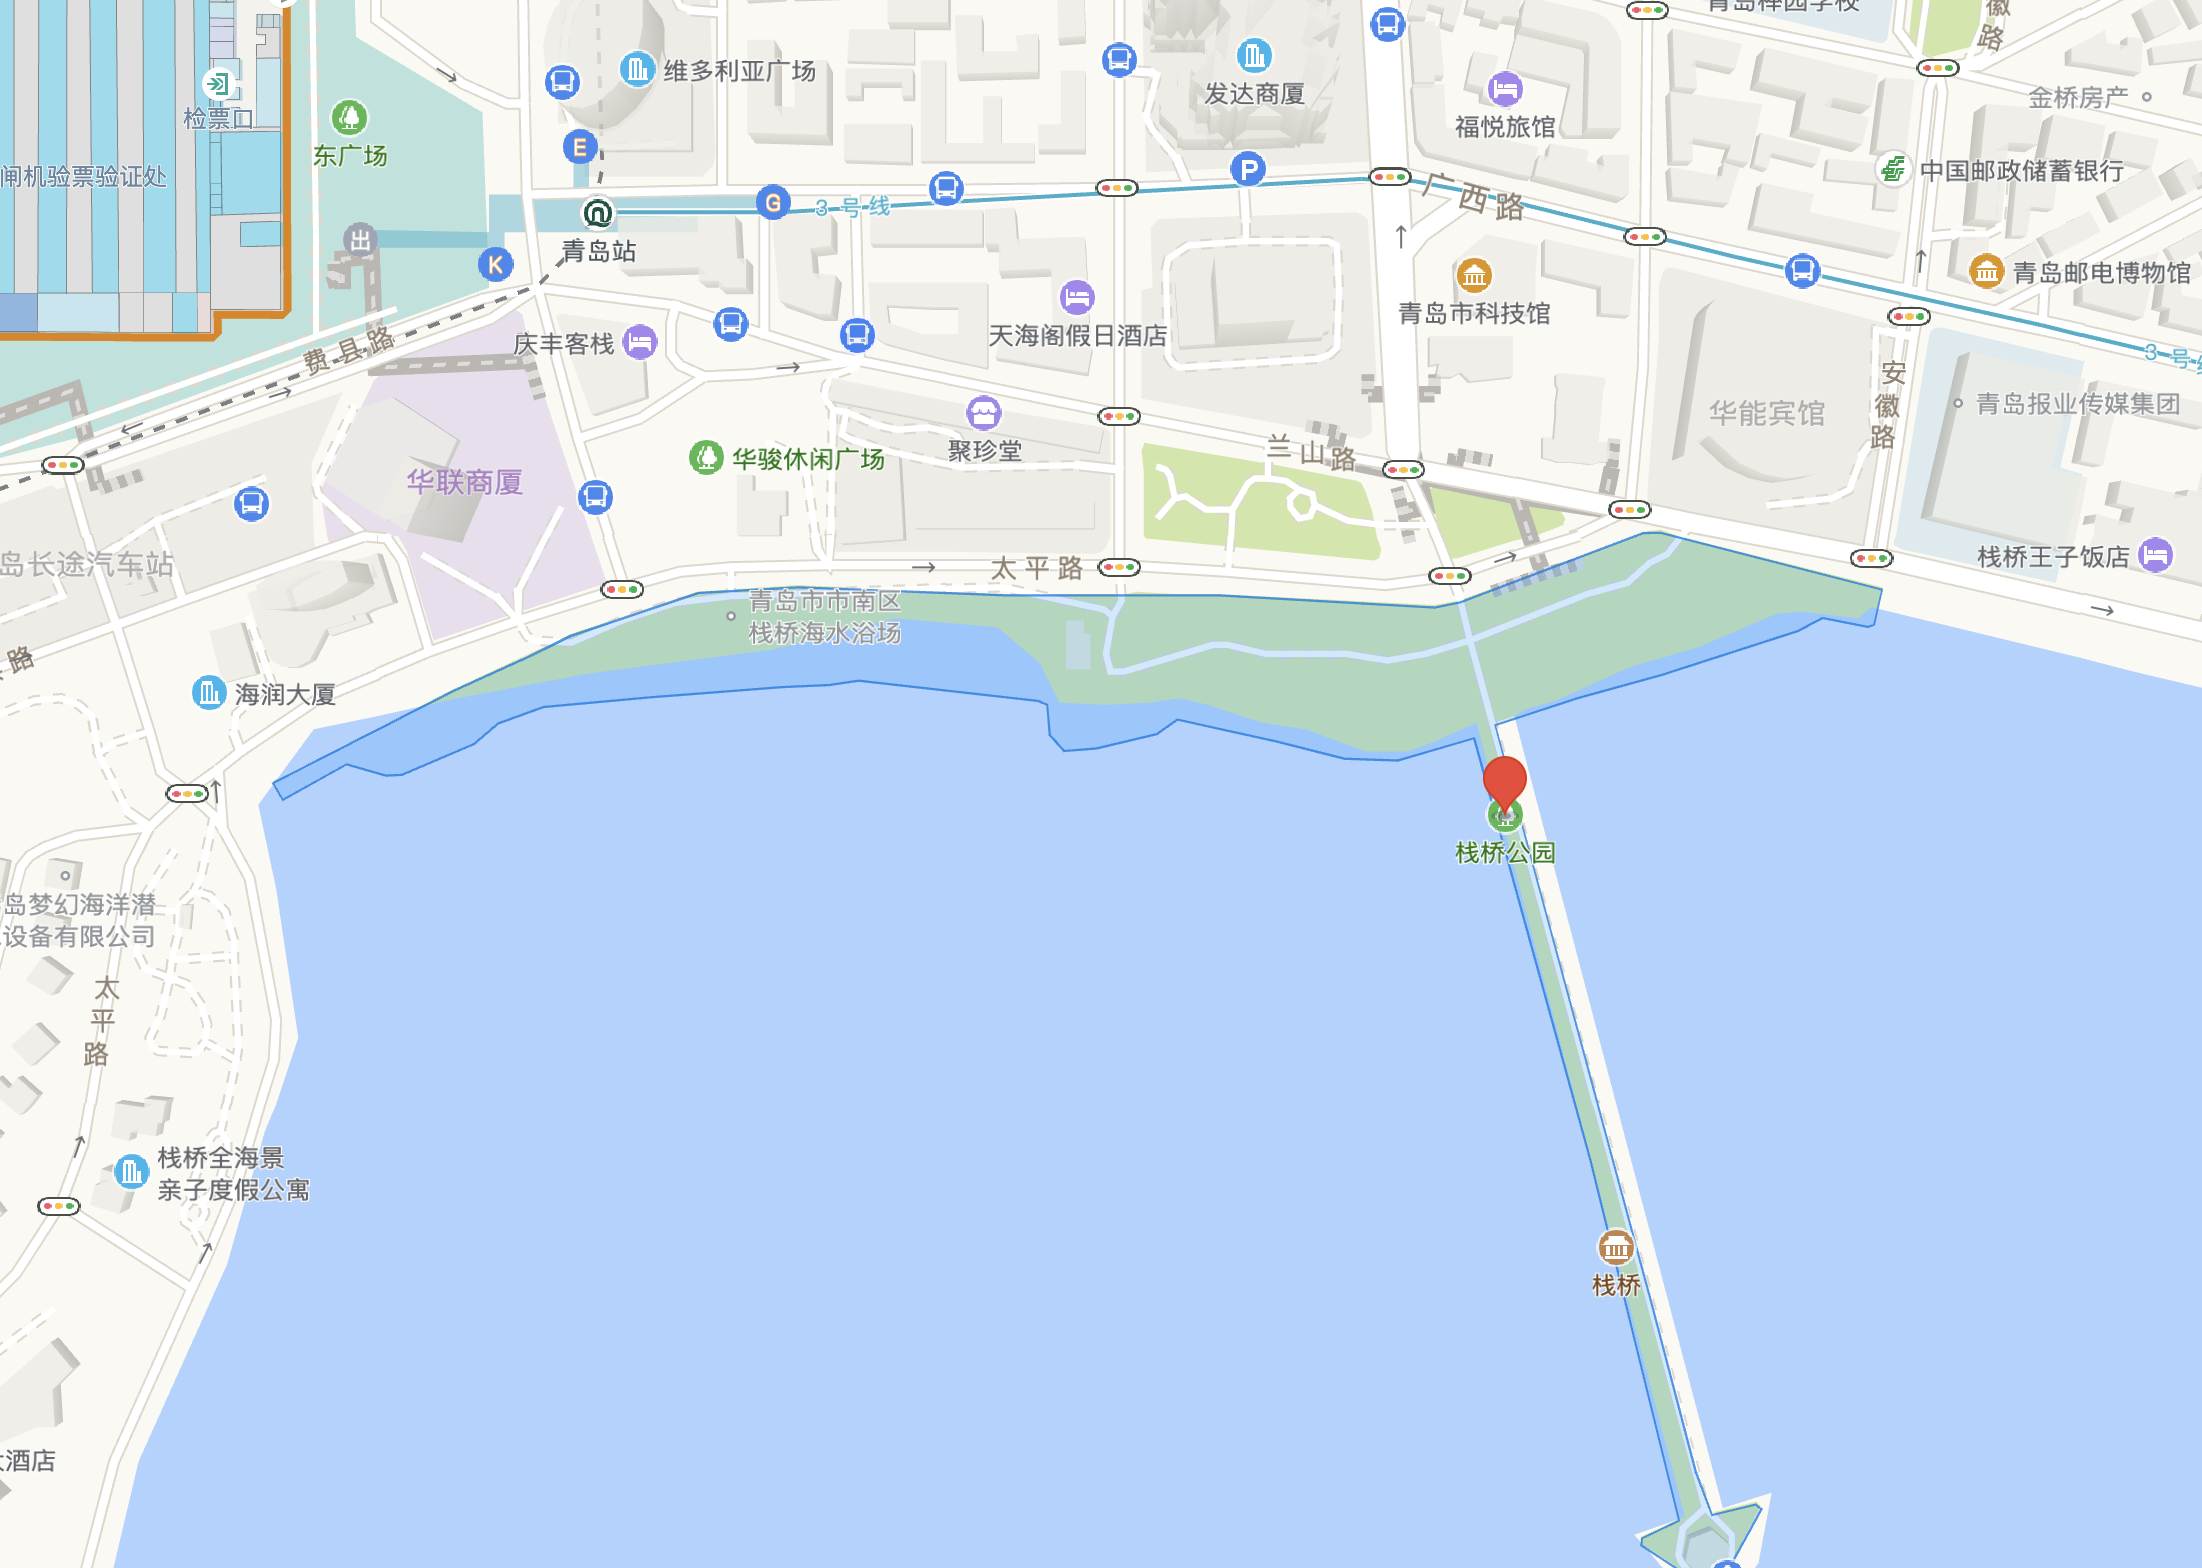 维多利亚广场
发达商厦
福悦旅馆
徽
路
金桥房产
检票口
东广场
闸机验票验证处
E
P
中国邮政储蓄银行
广西路
G
3号线
出
青岛站
K
青岛邮电博物馆
青岛市科技馆
天海阁假日酒店
庆丰客栈
费县路
3号
安
徽
路
青岛报业传媒集团
华能宾馆
聚珍堂
兰山路
华骏休闲广场
华联商厦
岛长途汽车站
太平路
栈桥王子饭店
青岛市市南区
栈桥海水浴场
路
海润大厦
栈桥公园
岛梦幻海洋潜
设备有限公司
太
平
路
栈桥全海景
亲子度假公寓
栈桥
酒店